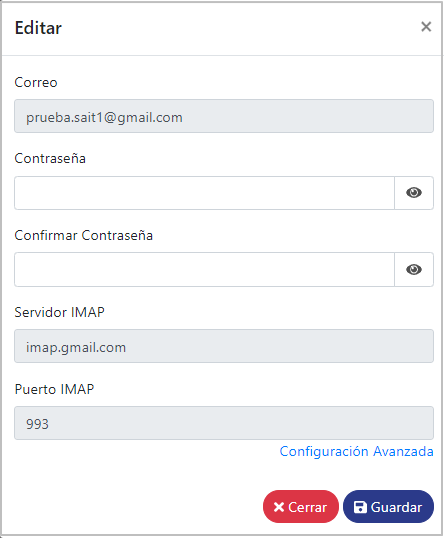 Editar
×
Correo
prueba.sait1@gmail.com
Contraseña
Confirmar Contraseña
Servidor IMAP
imap.gmail.com
Puerto IMAP
993
Configuración Avanzada
Cerrar Guardar